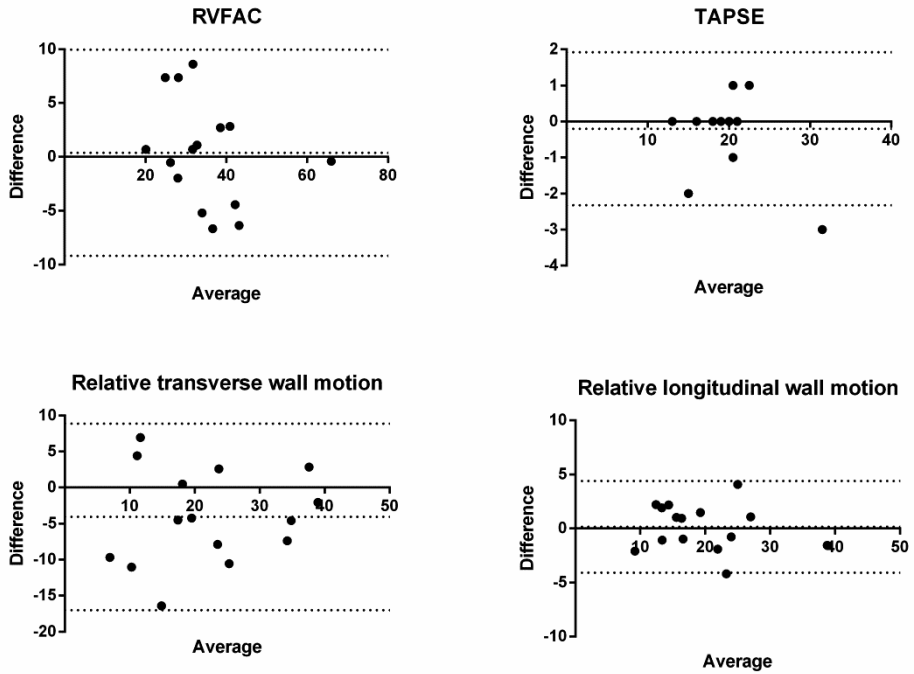 RVFAC
10
5
0
-5
-10
20 40 60 80
Difference
Average
TAPSE
2
1
0
-1
-2
-3
-4
10 20 30 40
Difference
Average
Relative transverse wall motion
10
5
0
-5
-10
-15
-20
10 20 30 40 50
Difference
Average
Relative longitudinal wall motion
10
5
0
-5
-10
10 20 30 40 50
Difference
Average